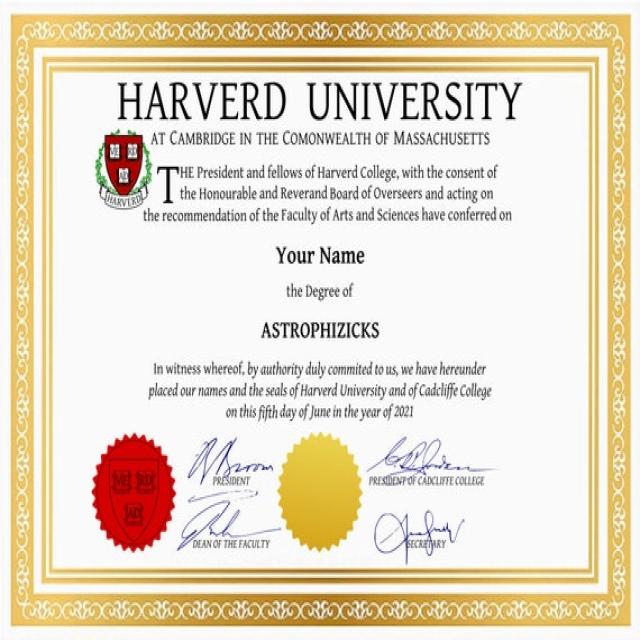 HARVERD UNIVERSITY
AT CAMBRIDGE IN THE COMONWEALTH OF MASSACHUSETTS
THE President and fellows of Harverd College, with the consent of
the Honourable and Reverand Board of Overseers and acting on
the recommendation of the Faculty of Arts and Sciences have conferred on
VE RD
AD
HARVERD
Your Name
the Degree of
ASTROPHIZICKS
In witness whereof, by authority duly commited to us, we have hereunder
placed our names and the seals of Harverd University and of Cadcliffe College
on this fifth day of June in the year of 2021
VE RD
AD
PRESIDENT
PRESIDENT OF CADCLIFFE COLLEGE
DEAN OF THE FACULTY
SECRETARY